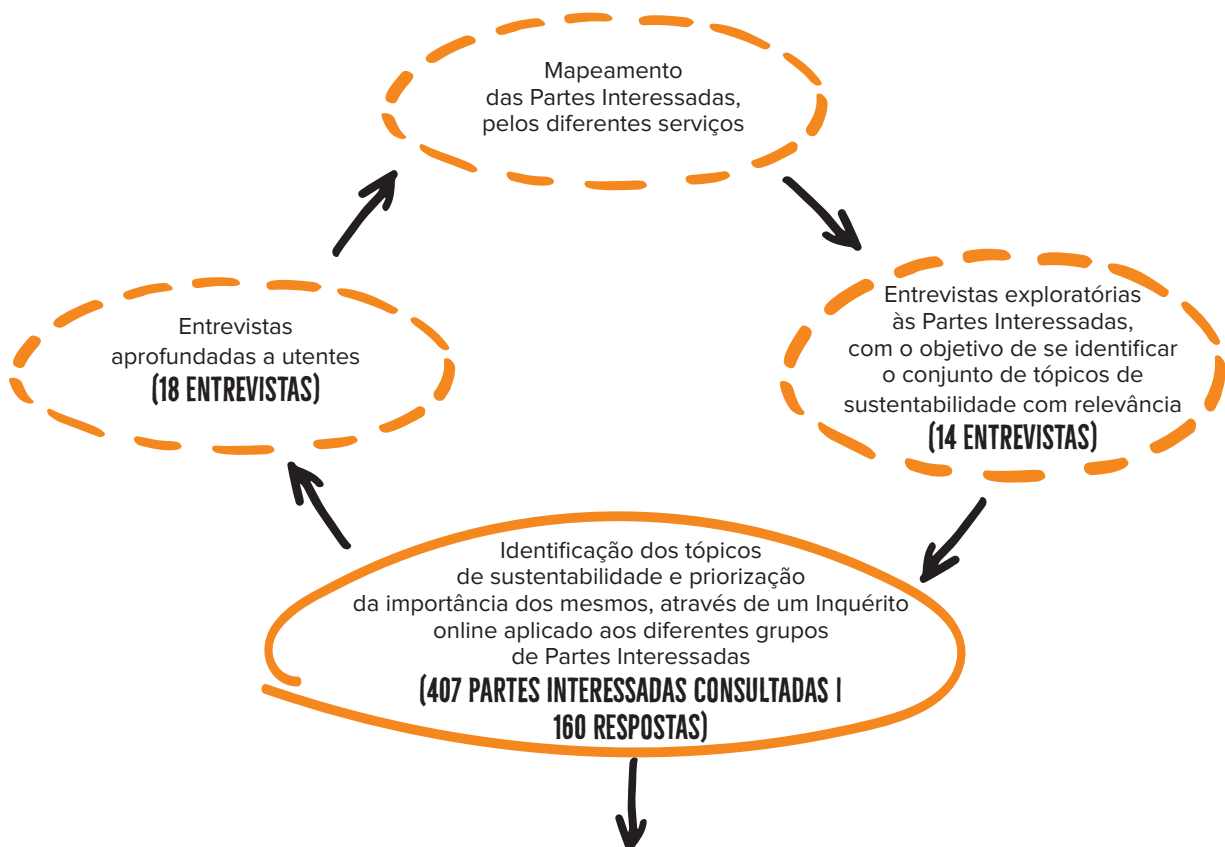 Mapeamento
das Partes Interessadas,
pelos diferentes serviços
Entrevistas exploratórias
às Partes Interessadas,
com o objetivo de se identificar
o conjunto de tópicos de
sustentabilidade com relevância
(14 ENTREVISTAS)
Identificação dos tópicos
de sustentabilidade e priorização
da importância dos mesmos, através de um Inquérito
online aplicado aos diferentes grupos
de Partes Interessadas
(407 PARTES INTERESSADAS CONSULTADAS |
160 RESPOSTAS)
Entrevistas
aprofundadas a utentes
(18 ENTREVISTAS)